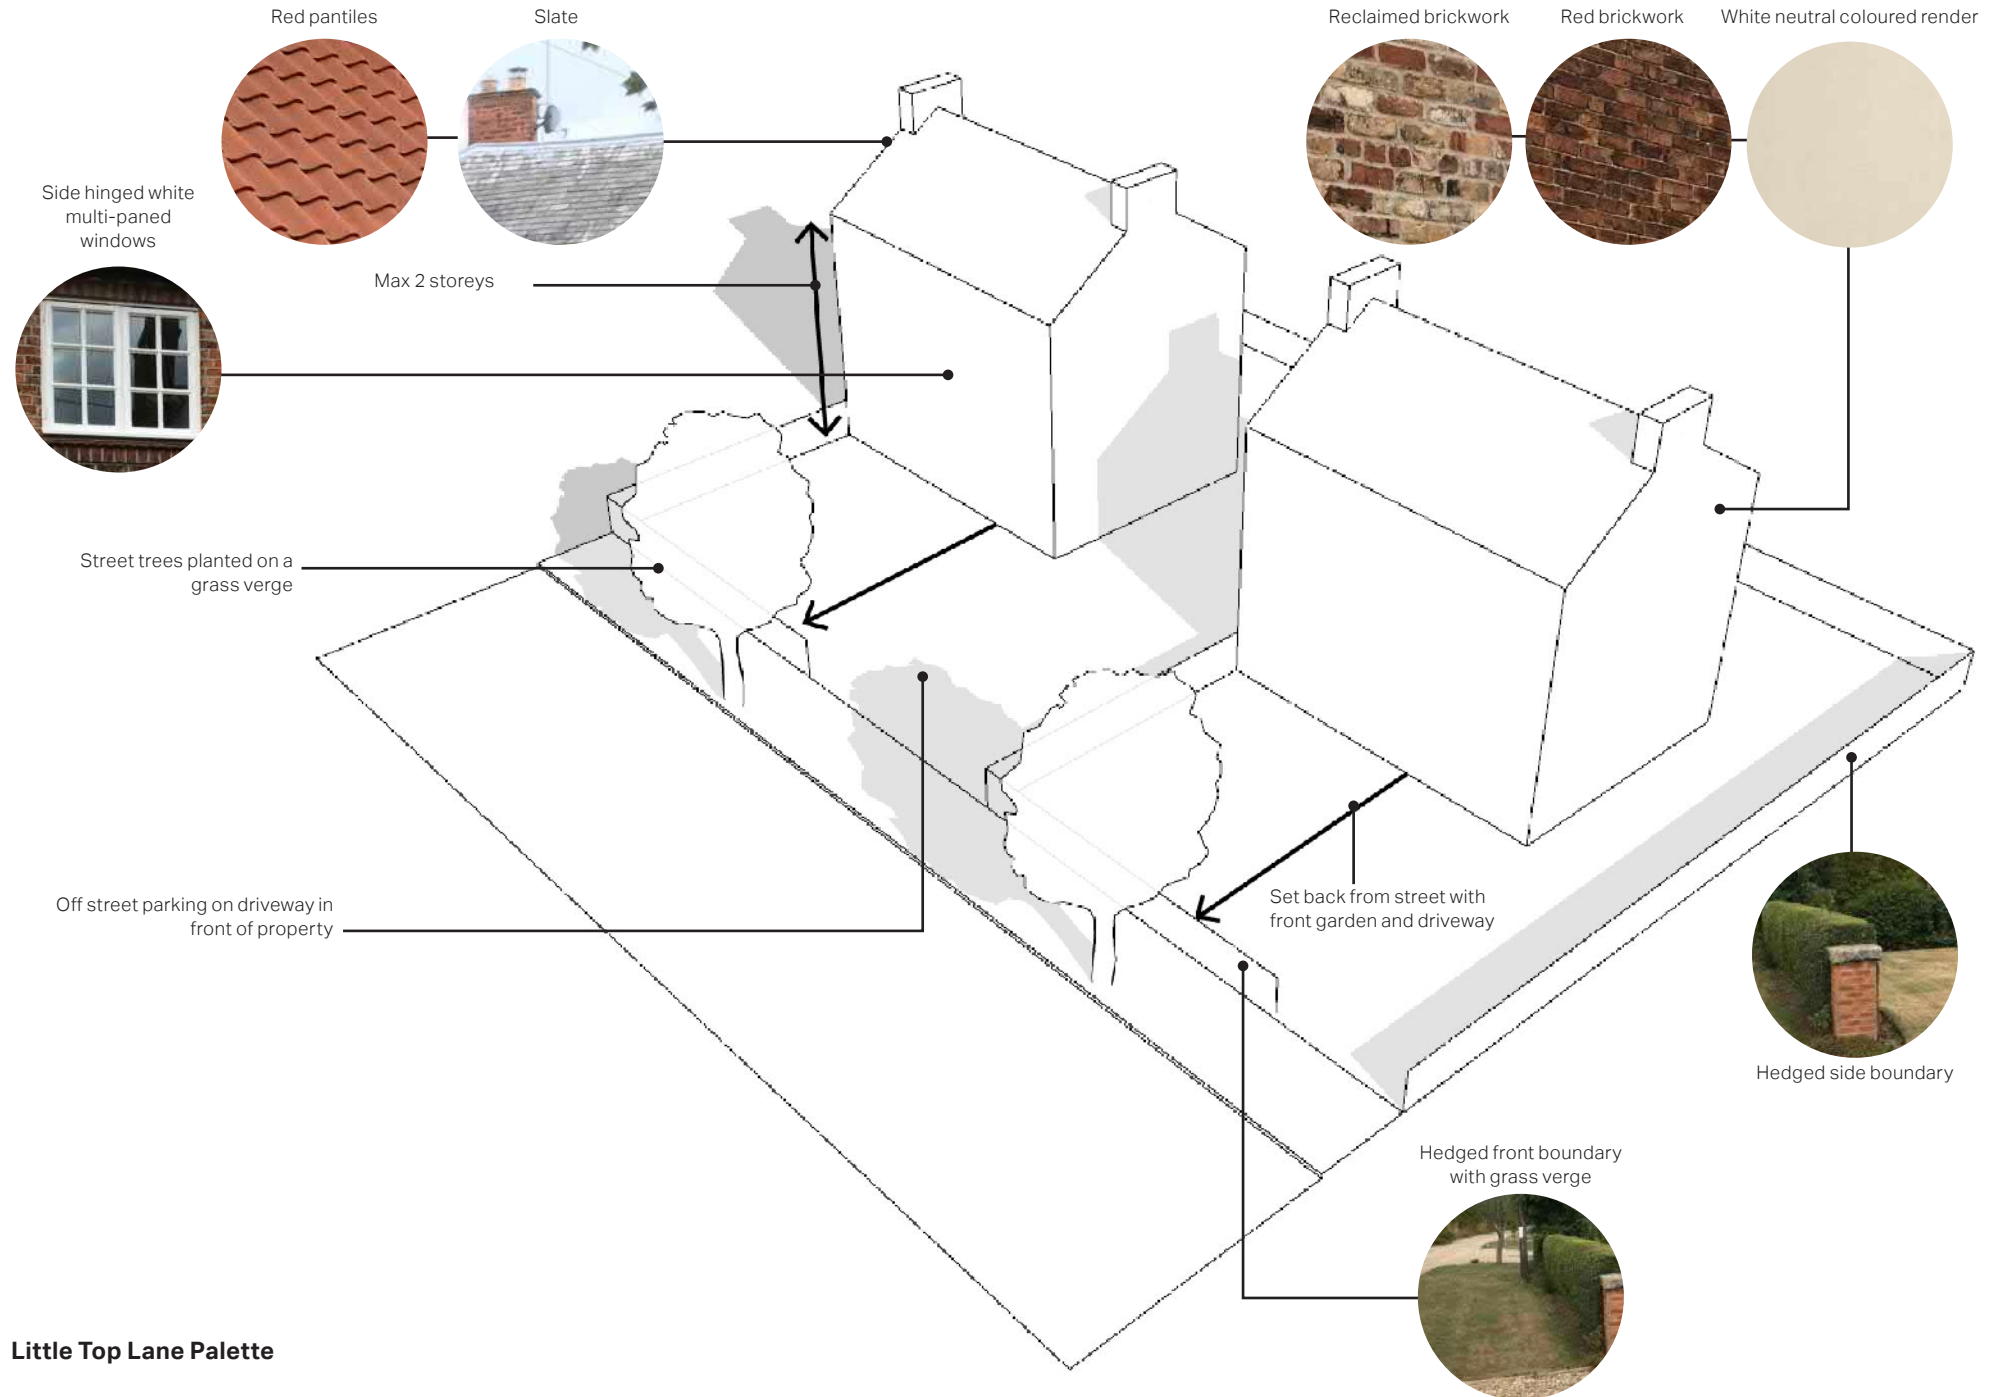 Red pantiles
Slate
Reclaimed brickwork
Red brickwork
White neutral coloured render
Side hinged white
multi-paned
windows
Max 2 storeys
Street trees planted on a
grass verge
Off street parking on driveway in
front of property
Set back from street with
front garden and driveway
Hedged side boundary
Hedged front boundary
with grass verge
Little Top Lane Palette